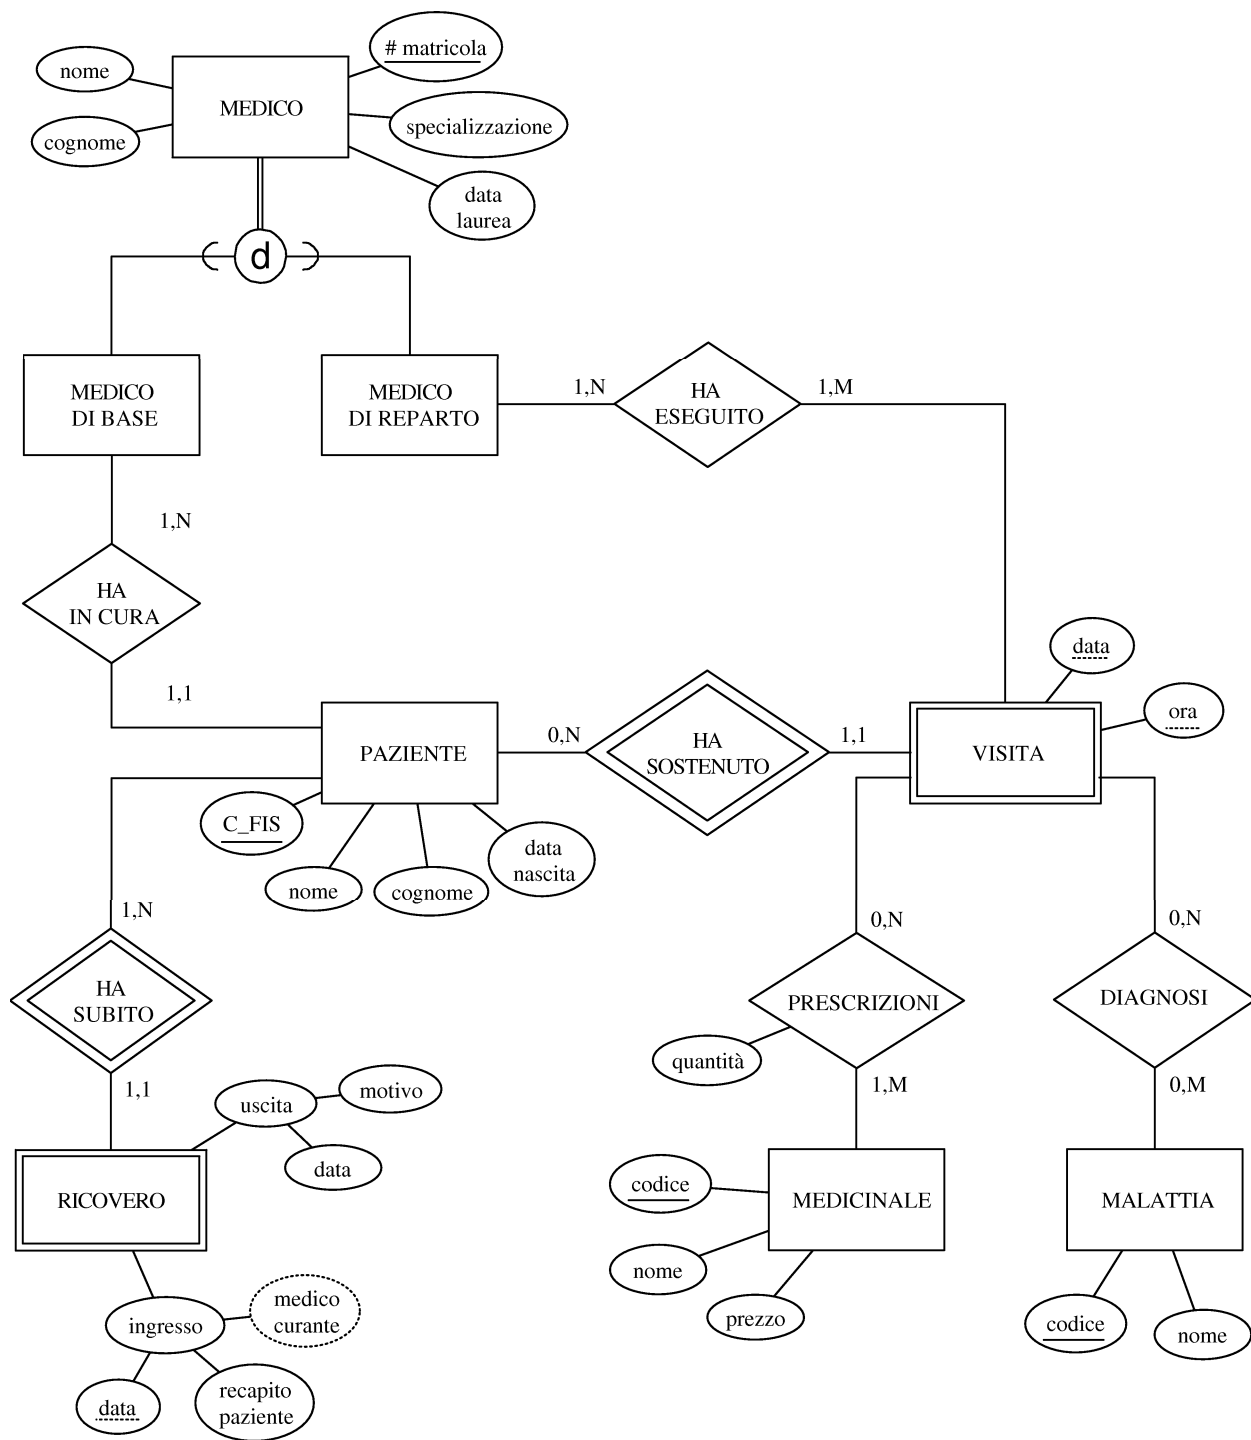 # matricola
nome
MEDICO
specializzazione
cognome
data
laurea
d
MEDICO
DI BASE
MEDICO
DI REPARTO
1,N
HA
ESEGUITO
1,M
1,N
HA
IN CURA
1,1
data
ora
PAZIENTE
0,N
HA
SOSTENUTO
1,1
VISITA
C_FIS
nome
cognome
data
nascita
1,N
0,N
0,N
HA
SUBITO
PRESCRIZIONI
DIAGNOSI
quantità
1,1
1,M
0,M
uscita
motivo
data
RICOVERO
codice
MEDICINALE
MALATTIA
nome
prezzo
codice
nome
ingresso
medico
curante
data
recapito
paziente